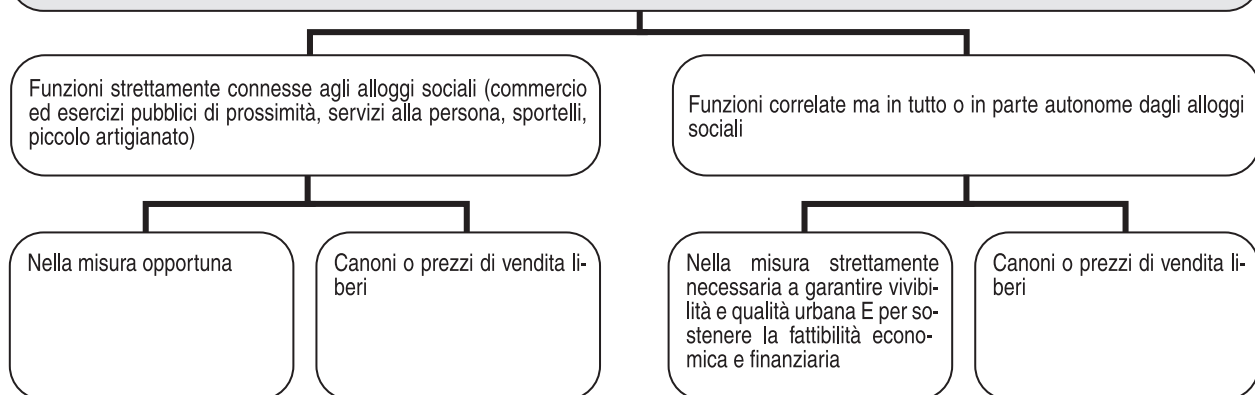 Funzioni strettamente connesse agli alloggi sociali (commercio
ed esercizi pubblici di prossimità, servizi alla persona, sportelli,
piccolo artigianato)
Funzioni correlate ma in tutto o in parte autonome dagli alloggi
sociali
Nella misura opportuna
Canoni o prezzi di vendita li-
beri
Nella misura strettamente
necessaria a garantire vivibi-
lità e qualità urbana E per so-
stenere la fattibilità econo-
mica e finanziaria
Canoni o prezzi di vendita li-
beri